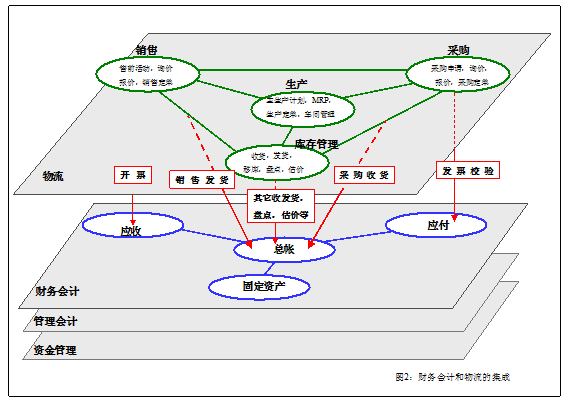 销售
售前活动，询价
报价，销售定单
采购
采购申请，询价，
报价，采购定单
生产
主生产计划，MRP，
生产定单，车间管理
库存管理
收货，发货，
移库，盘点，估价
物流
开票
销售发货
其它收发货，
盘点，估价等
采购收货
发票校验
应收
总帐
应付
固定资产
财务会计
管理会计
资金管理
图2：财务会计和物流的集成